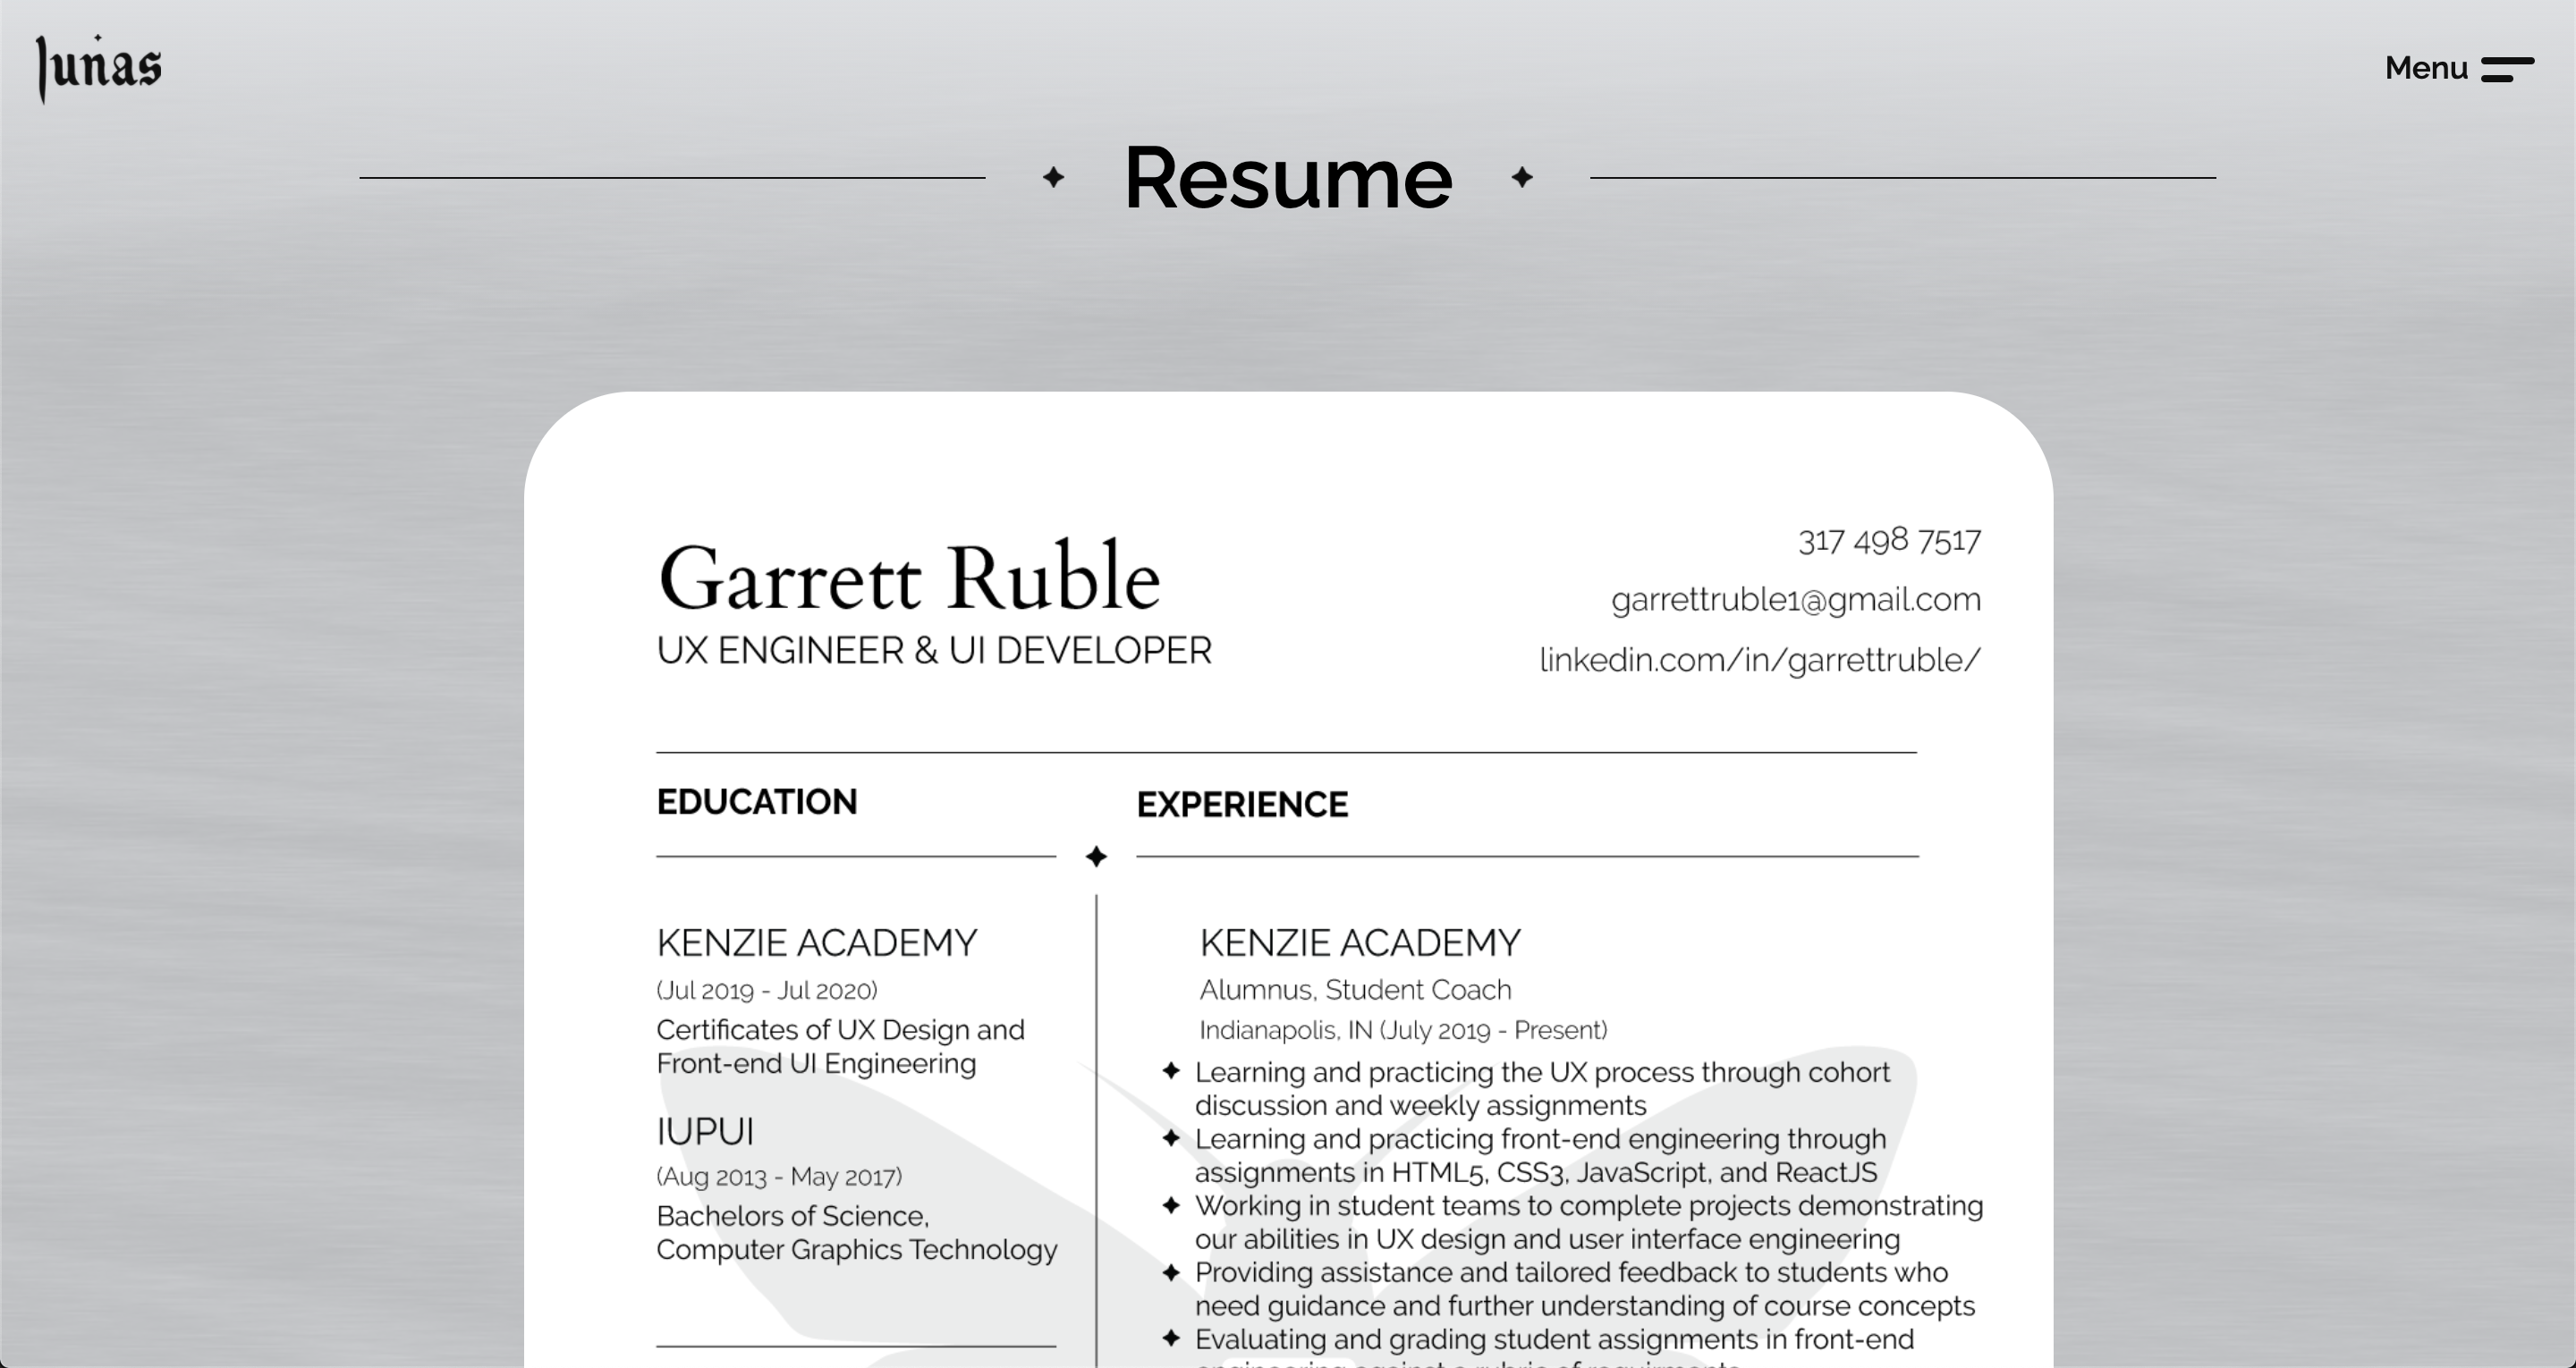 Junas
Menu
Resume
Garrett Ruble
UX ENGINEER & UI DEVELOPER
317 498 7517
garrettruble1@gmail.com
linkedin.com/in/garrettruble/
EDUCATION
KENZIE ACADEMY
(Jul 2019 - Jul 2020)
Certificates of UX Design and
Front-end UI Engineering
IUPUI
(Aug 2013 - May 2017)
Bachelors of Science,
Computer Graphics Technology
EXPERIENCE
KENZIE ACADEMY
Alumnus, Student Coach
Indianapolis, IN (July 2019 - Present)
Learning and practicing the UX process through cohort
discussion and weekly assignments
Learning and practicing front-end engineering through
assignments in HTML5, CSS3, JavaScript, and ReactJS
Working in student teams to complete projects demonstrating
our abilities in UX design and user interface engineering
Providing assistance and tailored feedback to students who
need guidance and further understanding of course concepts
Evaluating and grading student assignments in front-end